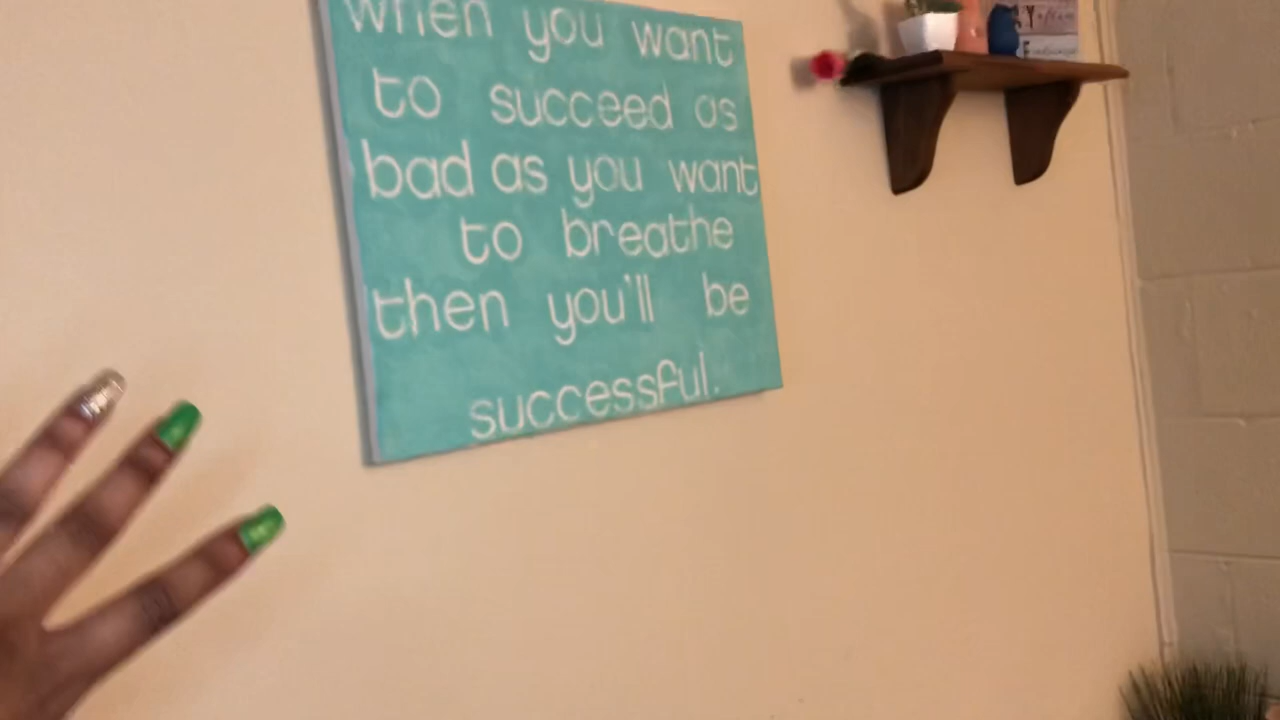 when you want
to succeed as
bad as you want
to breathe
then you'll be
successful.